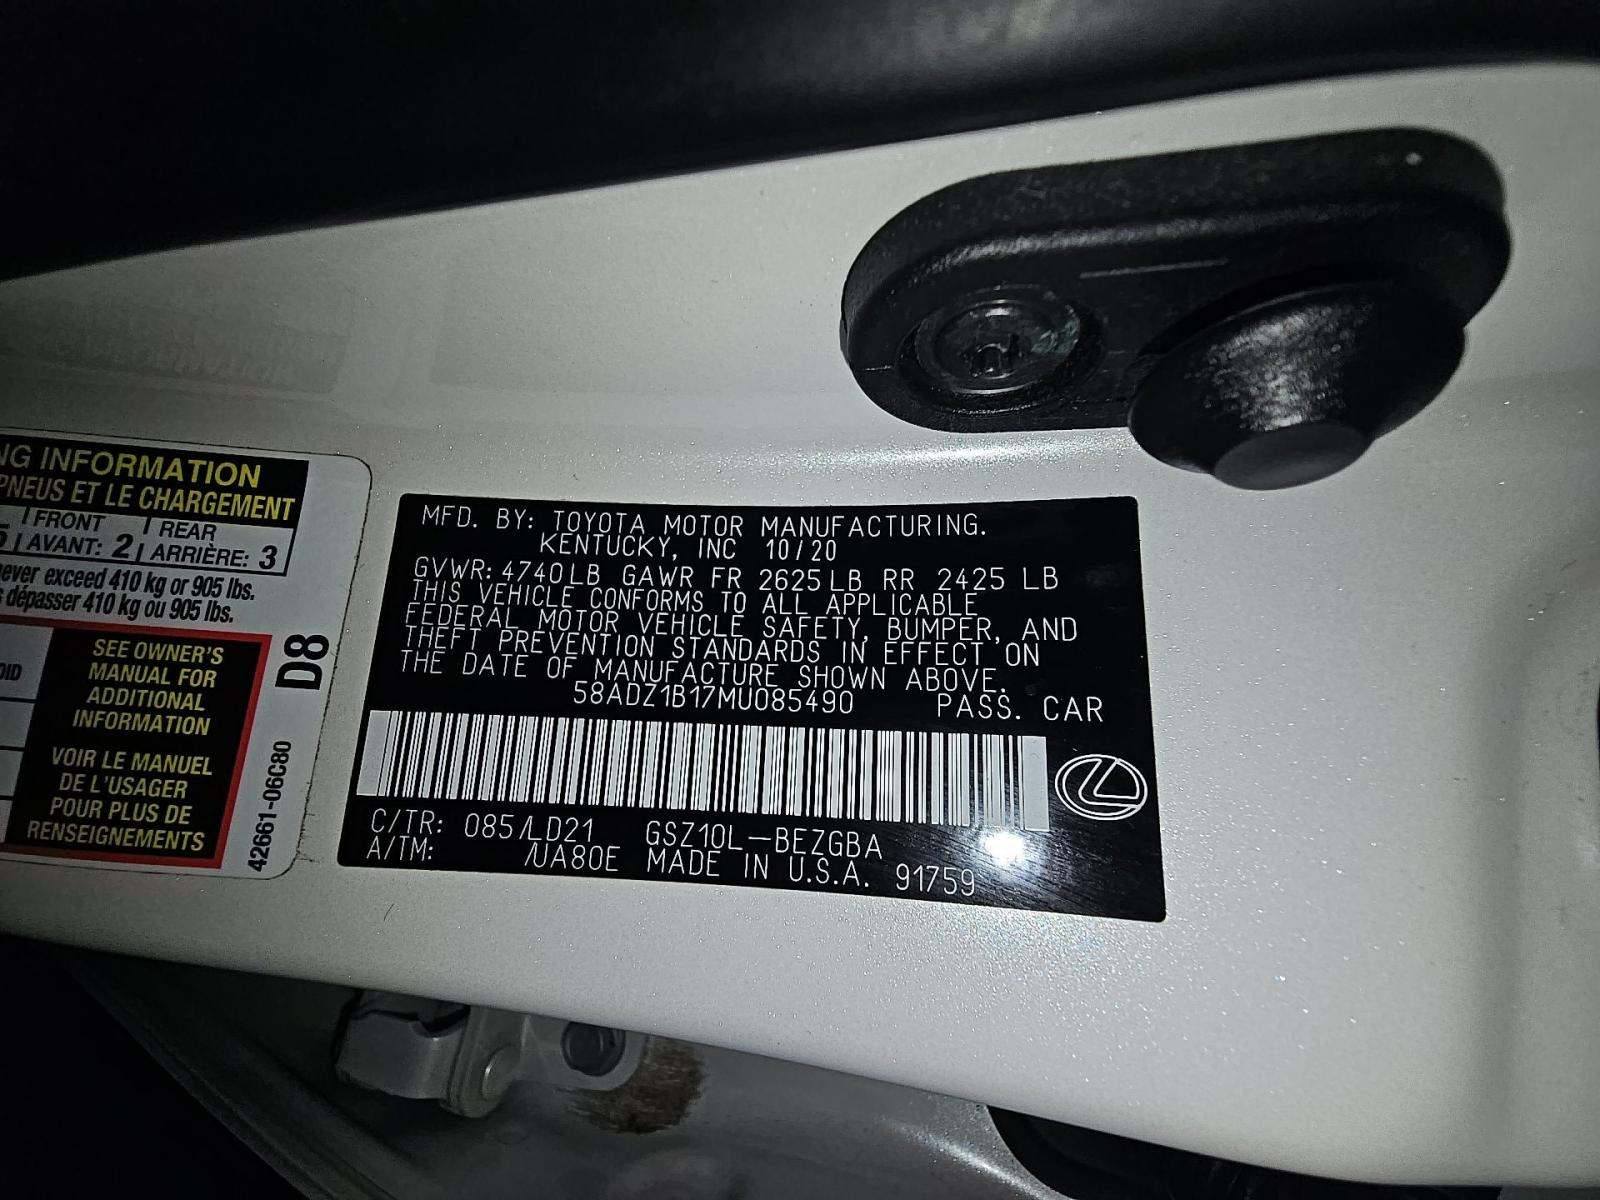 NG INFORMATION
PNEUS ET LE CHARGEMENT
FRONT REAR
5 AVANT: 2 ARRIÈRE: 3
ever exceed 410 kg or 905 lbs.
dépasser 410 kg ou 905 lbs.
OID
SEE OWNER'S
MANUAL FOR
ADDITIONAL
INFORMATION
VOIR LE MANUEL
DE L'USAGER
POUR PLUS DE
RENSEIGNEMENTS
D8
42661-06C80
MFD. BY: TOYOTA MOTOR MANUFACTURING.
KENTUCKY, INC 10/20
GVWR: 4740LB GAWR FR 2625LB RR 2425 LB
THIS VEHICLE CONFORMS TO ALL APPLICABLE
FEDERAL MOTOR VEHICLE SAFETY, BUMPER, AND
THEFT PREVENTION STANDARDS IN EFFECT ON
THE DATE OF MANUFACTURE SHOWN ABOVE.
58ADZ1B17MU085490 PASS. CAR
C/TR: 085/LD21 GSZ10L-BEZGBA
A/TM: /UA80E MADE IN U.S.A. 91759